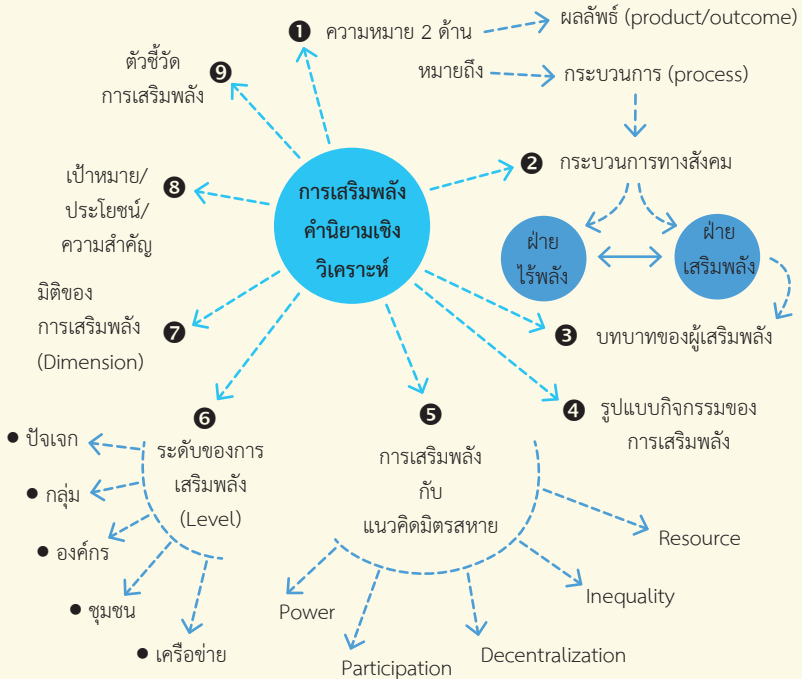 การเสริมพลัง
คำนิยามเชิง
วิเคราะห์
❶ ความหมาย 2 ด้าน
ผลลัพธ์ (product/outcome)
หมายถึง
กระบวนการ (process)
❷ กระบวนการทางสังคม
ฝ่าย
ไร้พลัง
ฝ่าย
เสริมพลัง
❸ บทบาทของผู้เสริมพลัง
❹ รูปแบบกิจกรรมของ
การเสริมพลัง
❺
การเสริมพลัง
กับ
แนวคิดมิตรสหาย
Power
Participation
Decentralization
Inequality
Resource
❻
ระดับของการ
เสริมพลัง
(Level)
● ปัจเจก
● กลุ่ม
● องค์กร
● ชุมชน
● เครือข่าย
❼
มิติของ
การเสริมพลัง
(Dimension)
❽
เป้าหมาย/
ประโยชน์/
ความสำคัญ
❾
ตัวชี้วัด
การเสริมพลัง